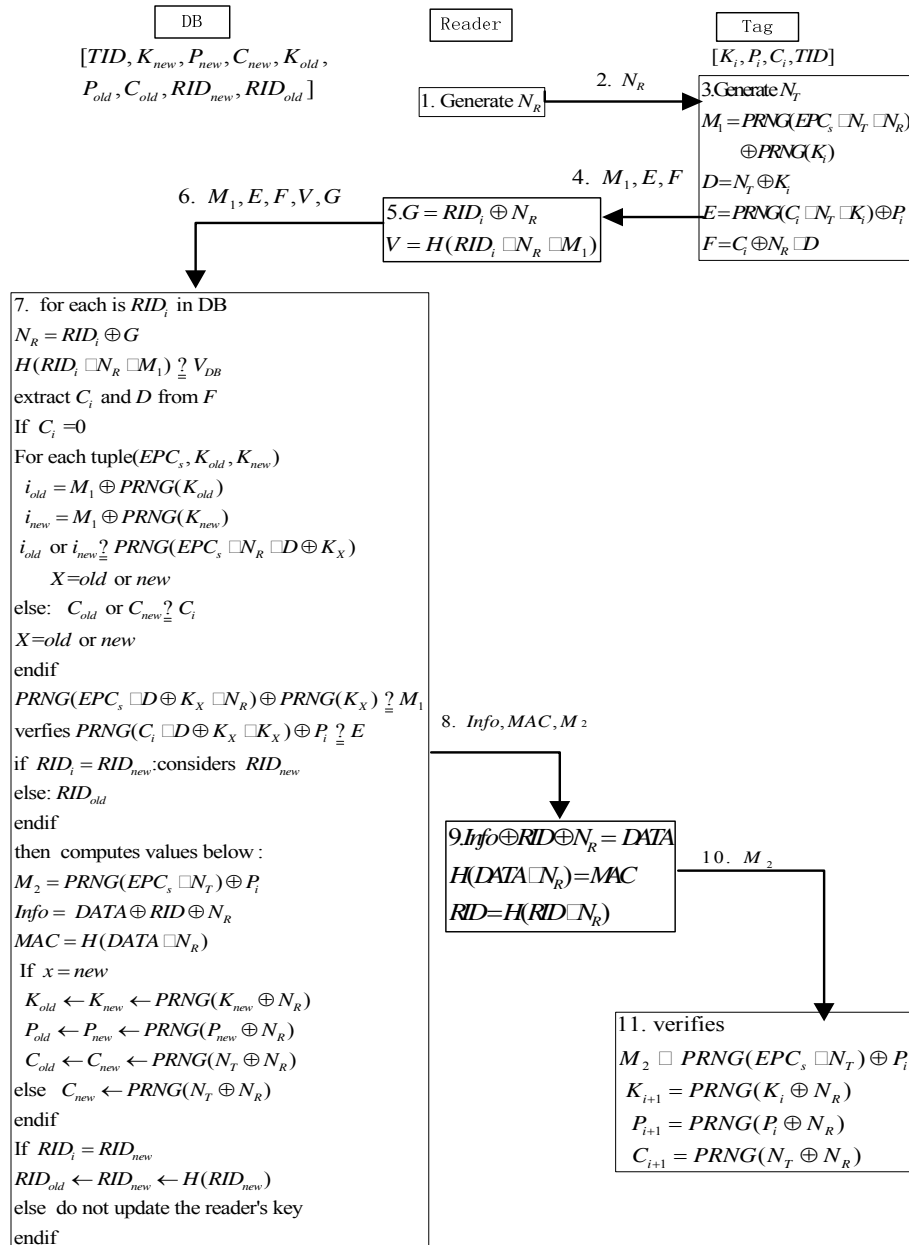 DB
Reader
Tag
[TID, K_new, P_new, C_new, K_old,
P_old, C_old, RID_new, RID_old]
[K_i, P_i, C_i, TID]
1. Generate N_R
2. N_R
3.Generate N_T
M_1=PRNG(EPC_s □N_T □N_R)
⊕PRNG(K_i)
D=N_T⊕K_i
E=PRNG(C_i □N_T □K_i)⊕P_i
F=C_i⊕N_R □D
4. M_1, E, F
5.G = RID_i ⊕ N_R
V = H(RID_i □N_R □M_1)
6. M_1, E, F, V, G
7. for each is RID_i in DB
N_R = RID_i ⊕ G
H(RID_i □N_R □M_1) ≟ V_DB
extract C_i and D from F
If C_i =0
For each tuple(EPC_s, K_old, K_new)
i_old = M_1 ⊕ PRNG(K_old)
i_new = M_1 ⊕ PRNG(K_new)
i_old or i_new ≟ PRNG(EPC_s □N_R □D⊕K_X)
X=old or new
else: C_old or C_new ≟ C_i
X=old or new
endif
PRNG(EPC_s □D⊕K_X □N_R)⊕PRNG(K_X) ≟ M_1
verfies PRNG(C_i □D⊕K_X □K_X)⊕P_i ≟ E
if RID_i = RID_new:considers RID_new
else: RID_old
endif
then computes values below :
M_2 = PRNG(EPC_s □N_T)⊕P_i
Info = DATA⊕RID⊕N_R
MAC = H(DATA □N_R)
If x = new
K_old ← K_new ← PRNG(K_new ⊕ N_R)
P_old ← P_new ← PRNG(P_new ⊕ N_R)
C_old ← C_new ← PRNG(N_T ⊕ N_R)
else C_new ← PRNG(N_T ⊕ N_R)
endif
If RID_i = RID_new
RID_old ← RID_new ← H(RID_new)
else do not update the reader's key
endif
8. Info, MAC, M_2
9.Info⊕RID⊕N_R = DATA
H(DATA□N_R)=MAC
RID=H(RID□N_R)
10. M_2
11. verifies
M_2 □ PRNG(EPC_s □N_T)⊕P_i
K_i+1 = PRNG(K_i ⊕ N_R)
P_i+1 = PRNG(P_i ⊕ N_R)
C_i+1 = PRNG(N_T ⊕ N_R)